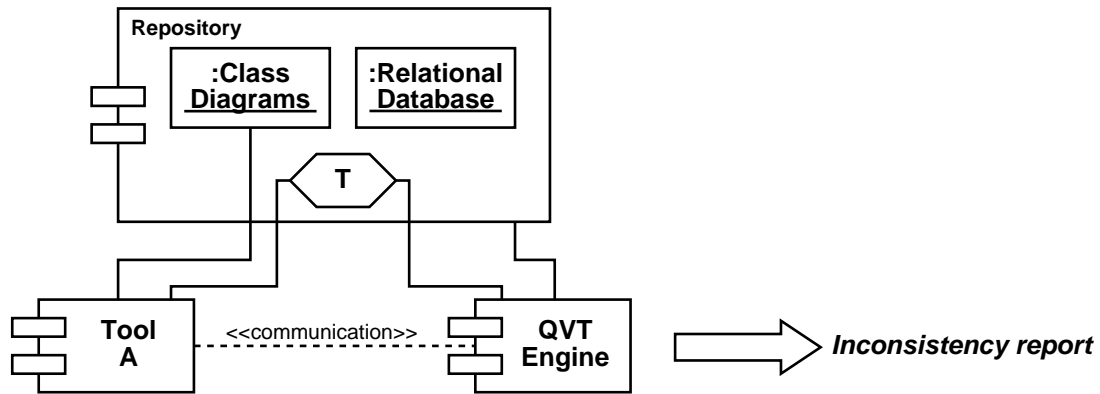 Repository
:Class
Diagrams
:Relational
Database
T
Tool
A
<<communication>>
QVT
Engine
Inconsistency report